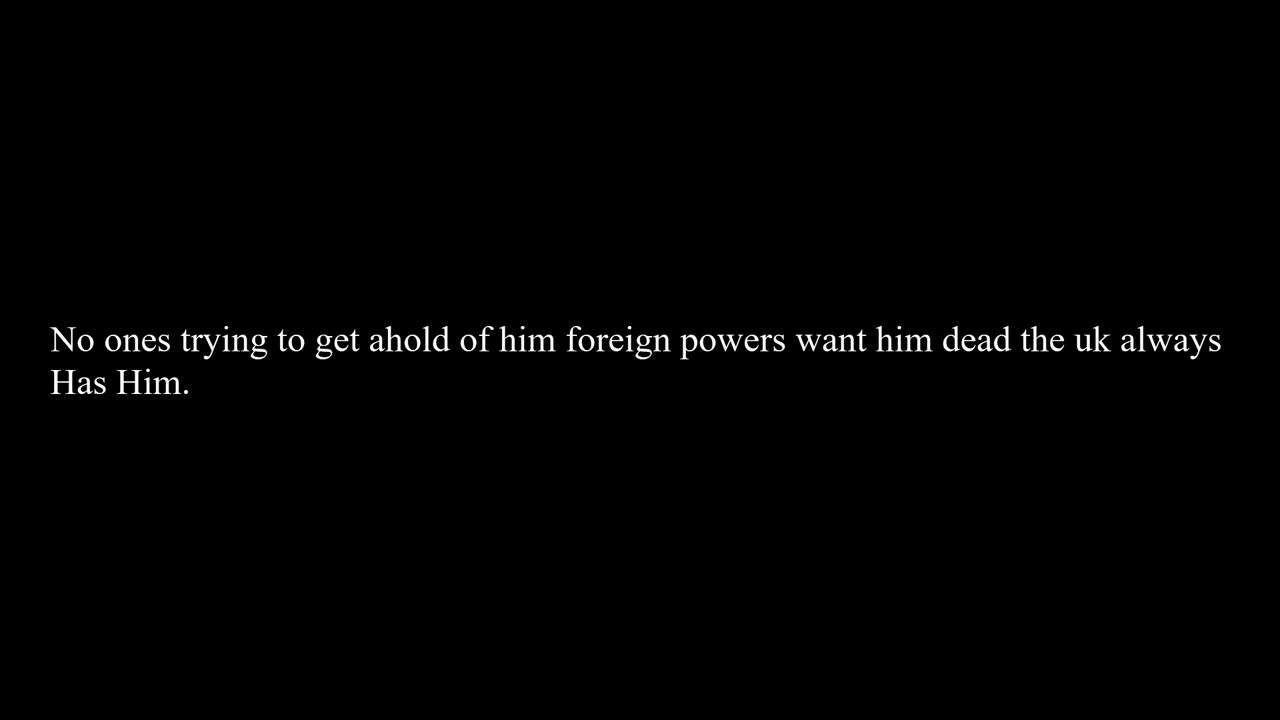 No ones trying to get ahold of him foreign powers want him dead the uk always
Has Him.